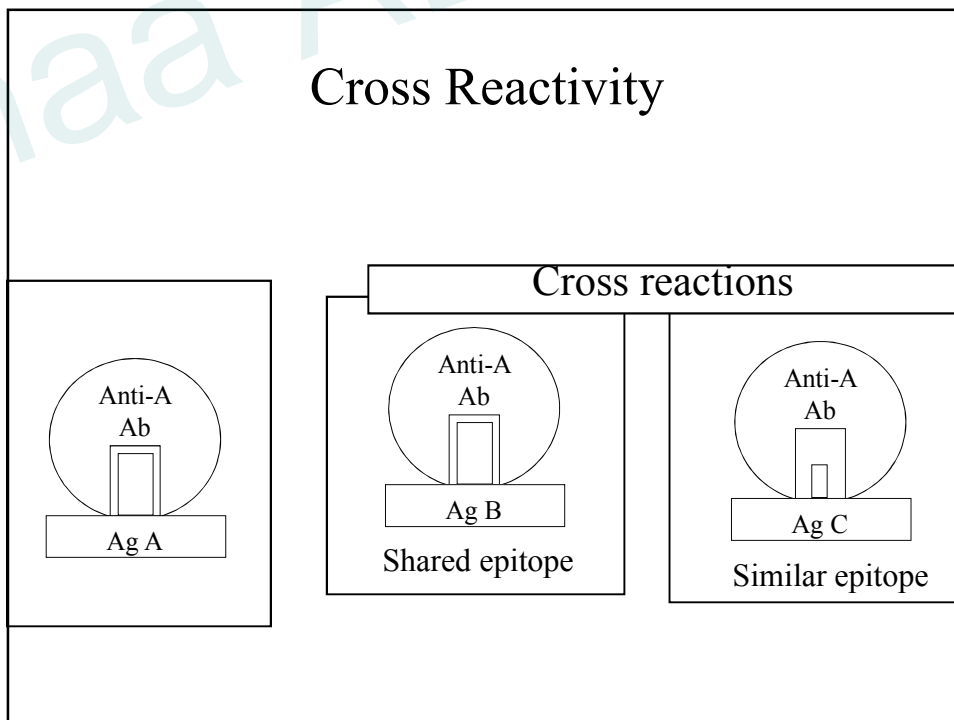 Cross Reactivity
Cross reactions
Anti-A
Ab
Ag A
Anti-A
Ab
Ag B
Shared epitope
Anti-A
Ab
Ag C
Similar epitope